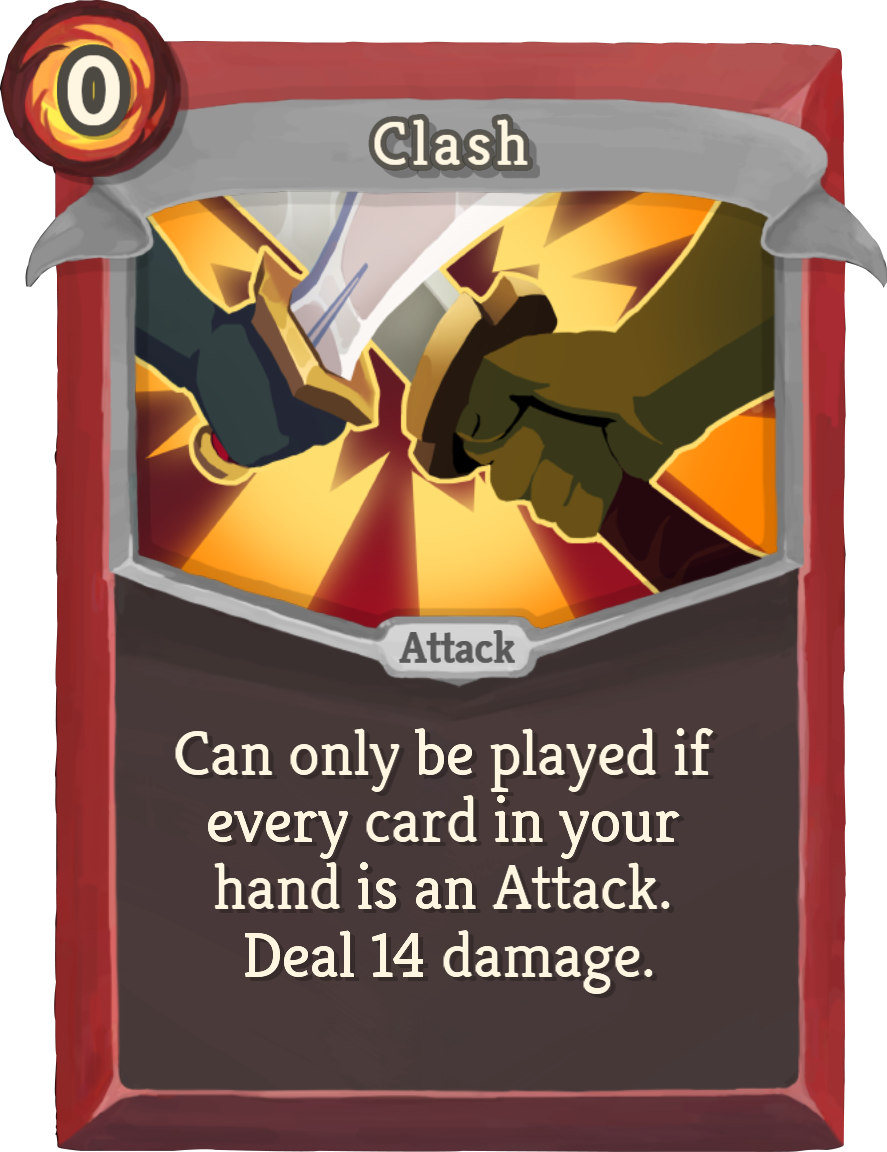 0
Clash
Attack
Can only be played if
every card in your
hand is an Attack.
Deal 14 damage.